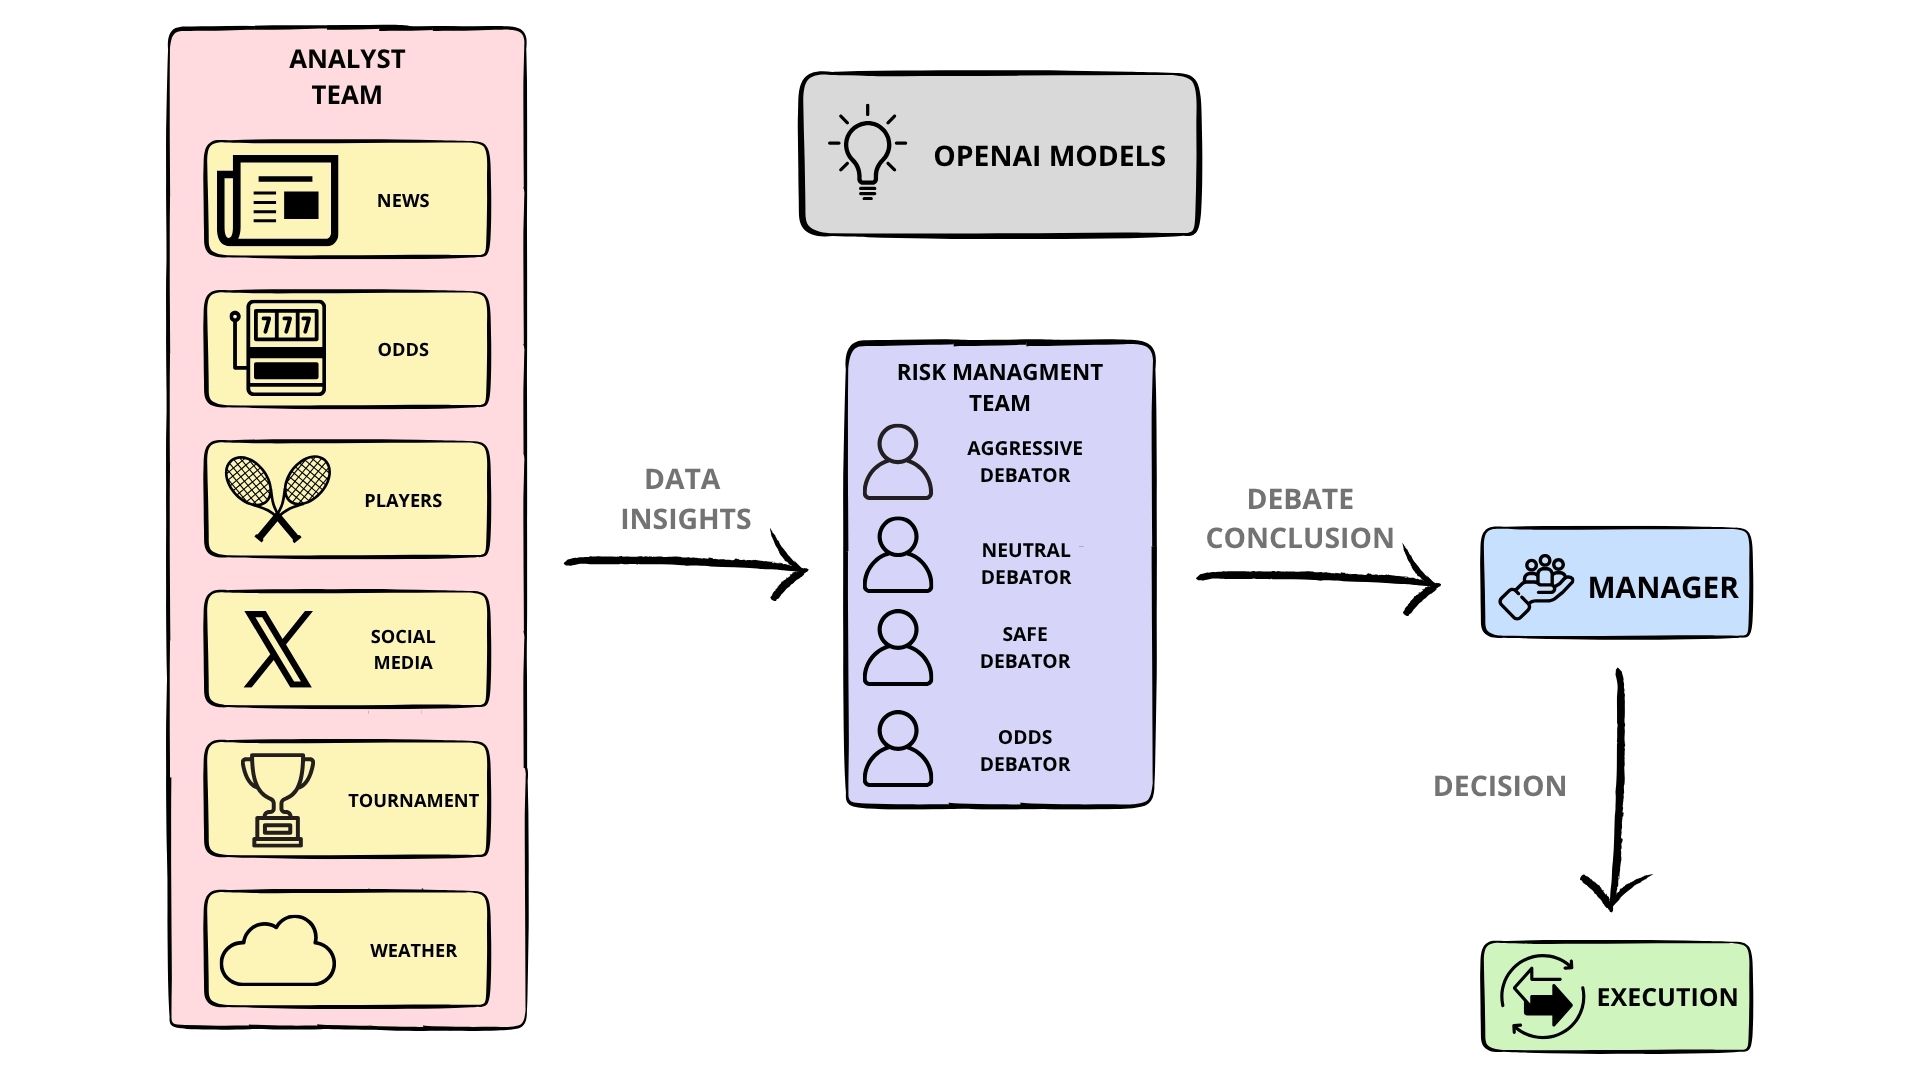 ANALYST
TEAM
NEWS
777
ODDS
PLAYERS
SOCIAL
MEDIA
TOURNAMENT
WEATHER
DATA
INSIGHTS
OPENAI MODELS
RISK MANAGMENT
TEAM
AGGRESSIVE
DEBATOR
NEUTRAL
DEBATOR
SAFE
DEBATOR
ODDS
DEBATOR
DEBATE
CONCLUSION
MANAGER
DECISION
EXECUTION